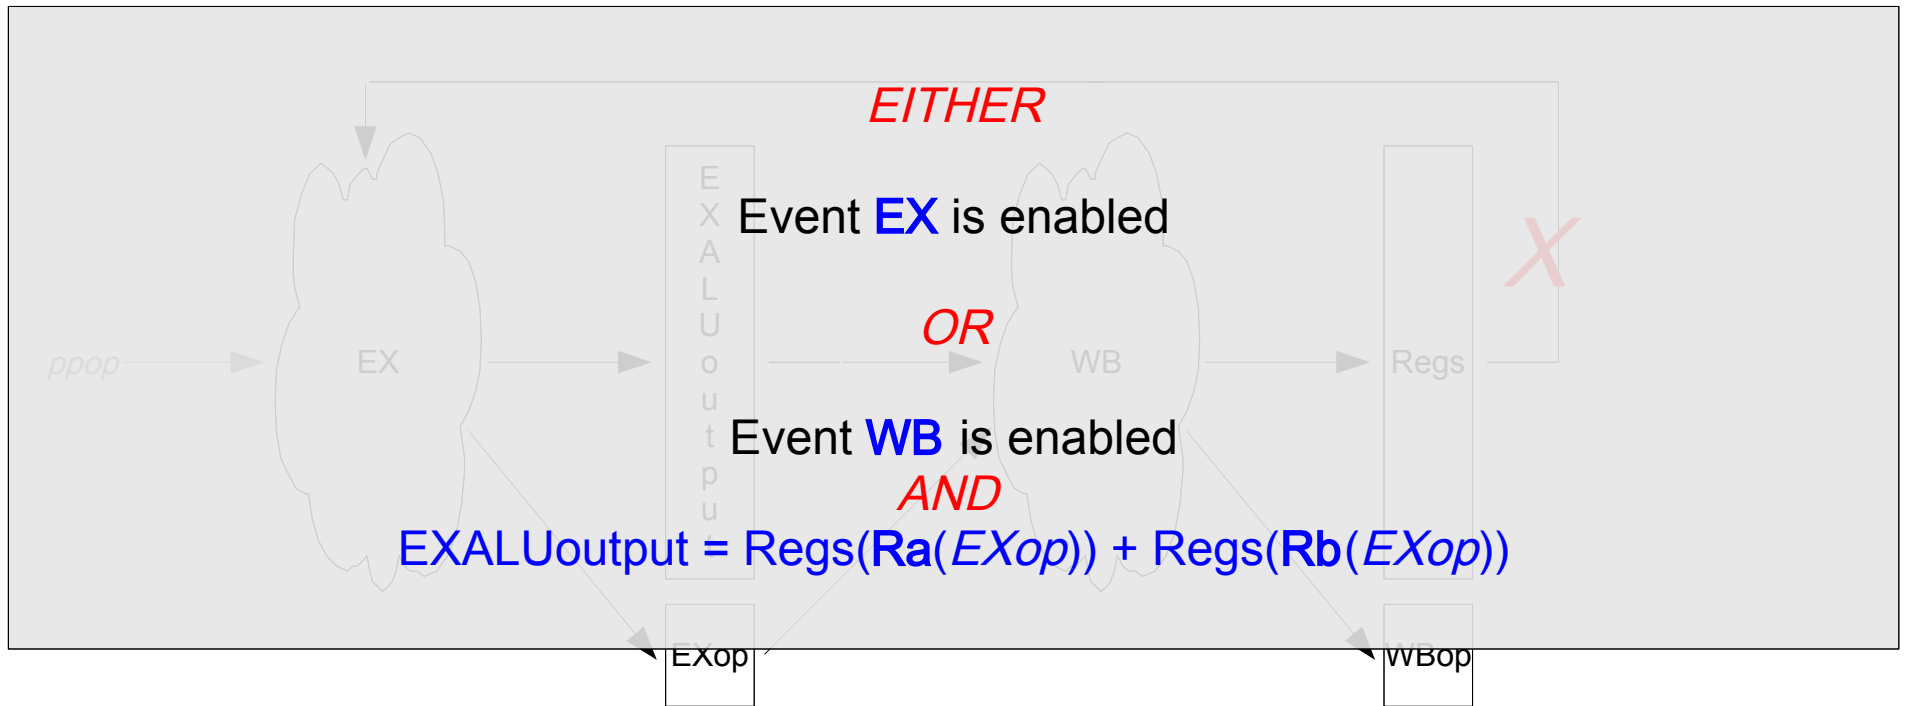 EITHER
Event EX is enabled
OR
Event WB is enabled
AND
EXALUoutput = Regs(Ra(EXop)) + Regs(Rb(EXop))
ppop
EX
E
X
A
L
U
o
u
t
p
u
WB
Regs
X
EXop
WBop